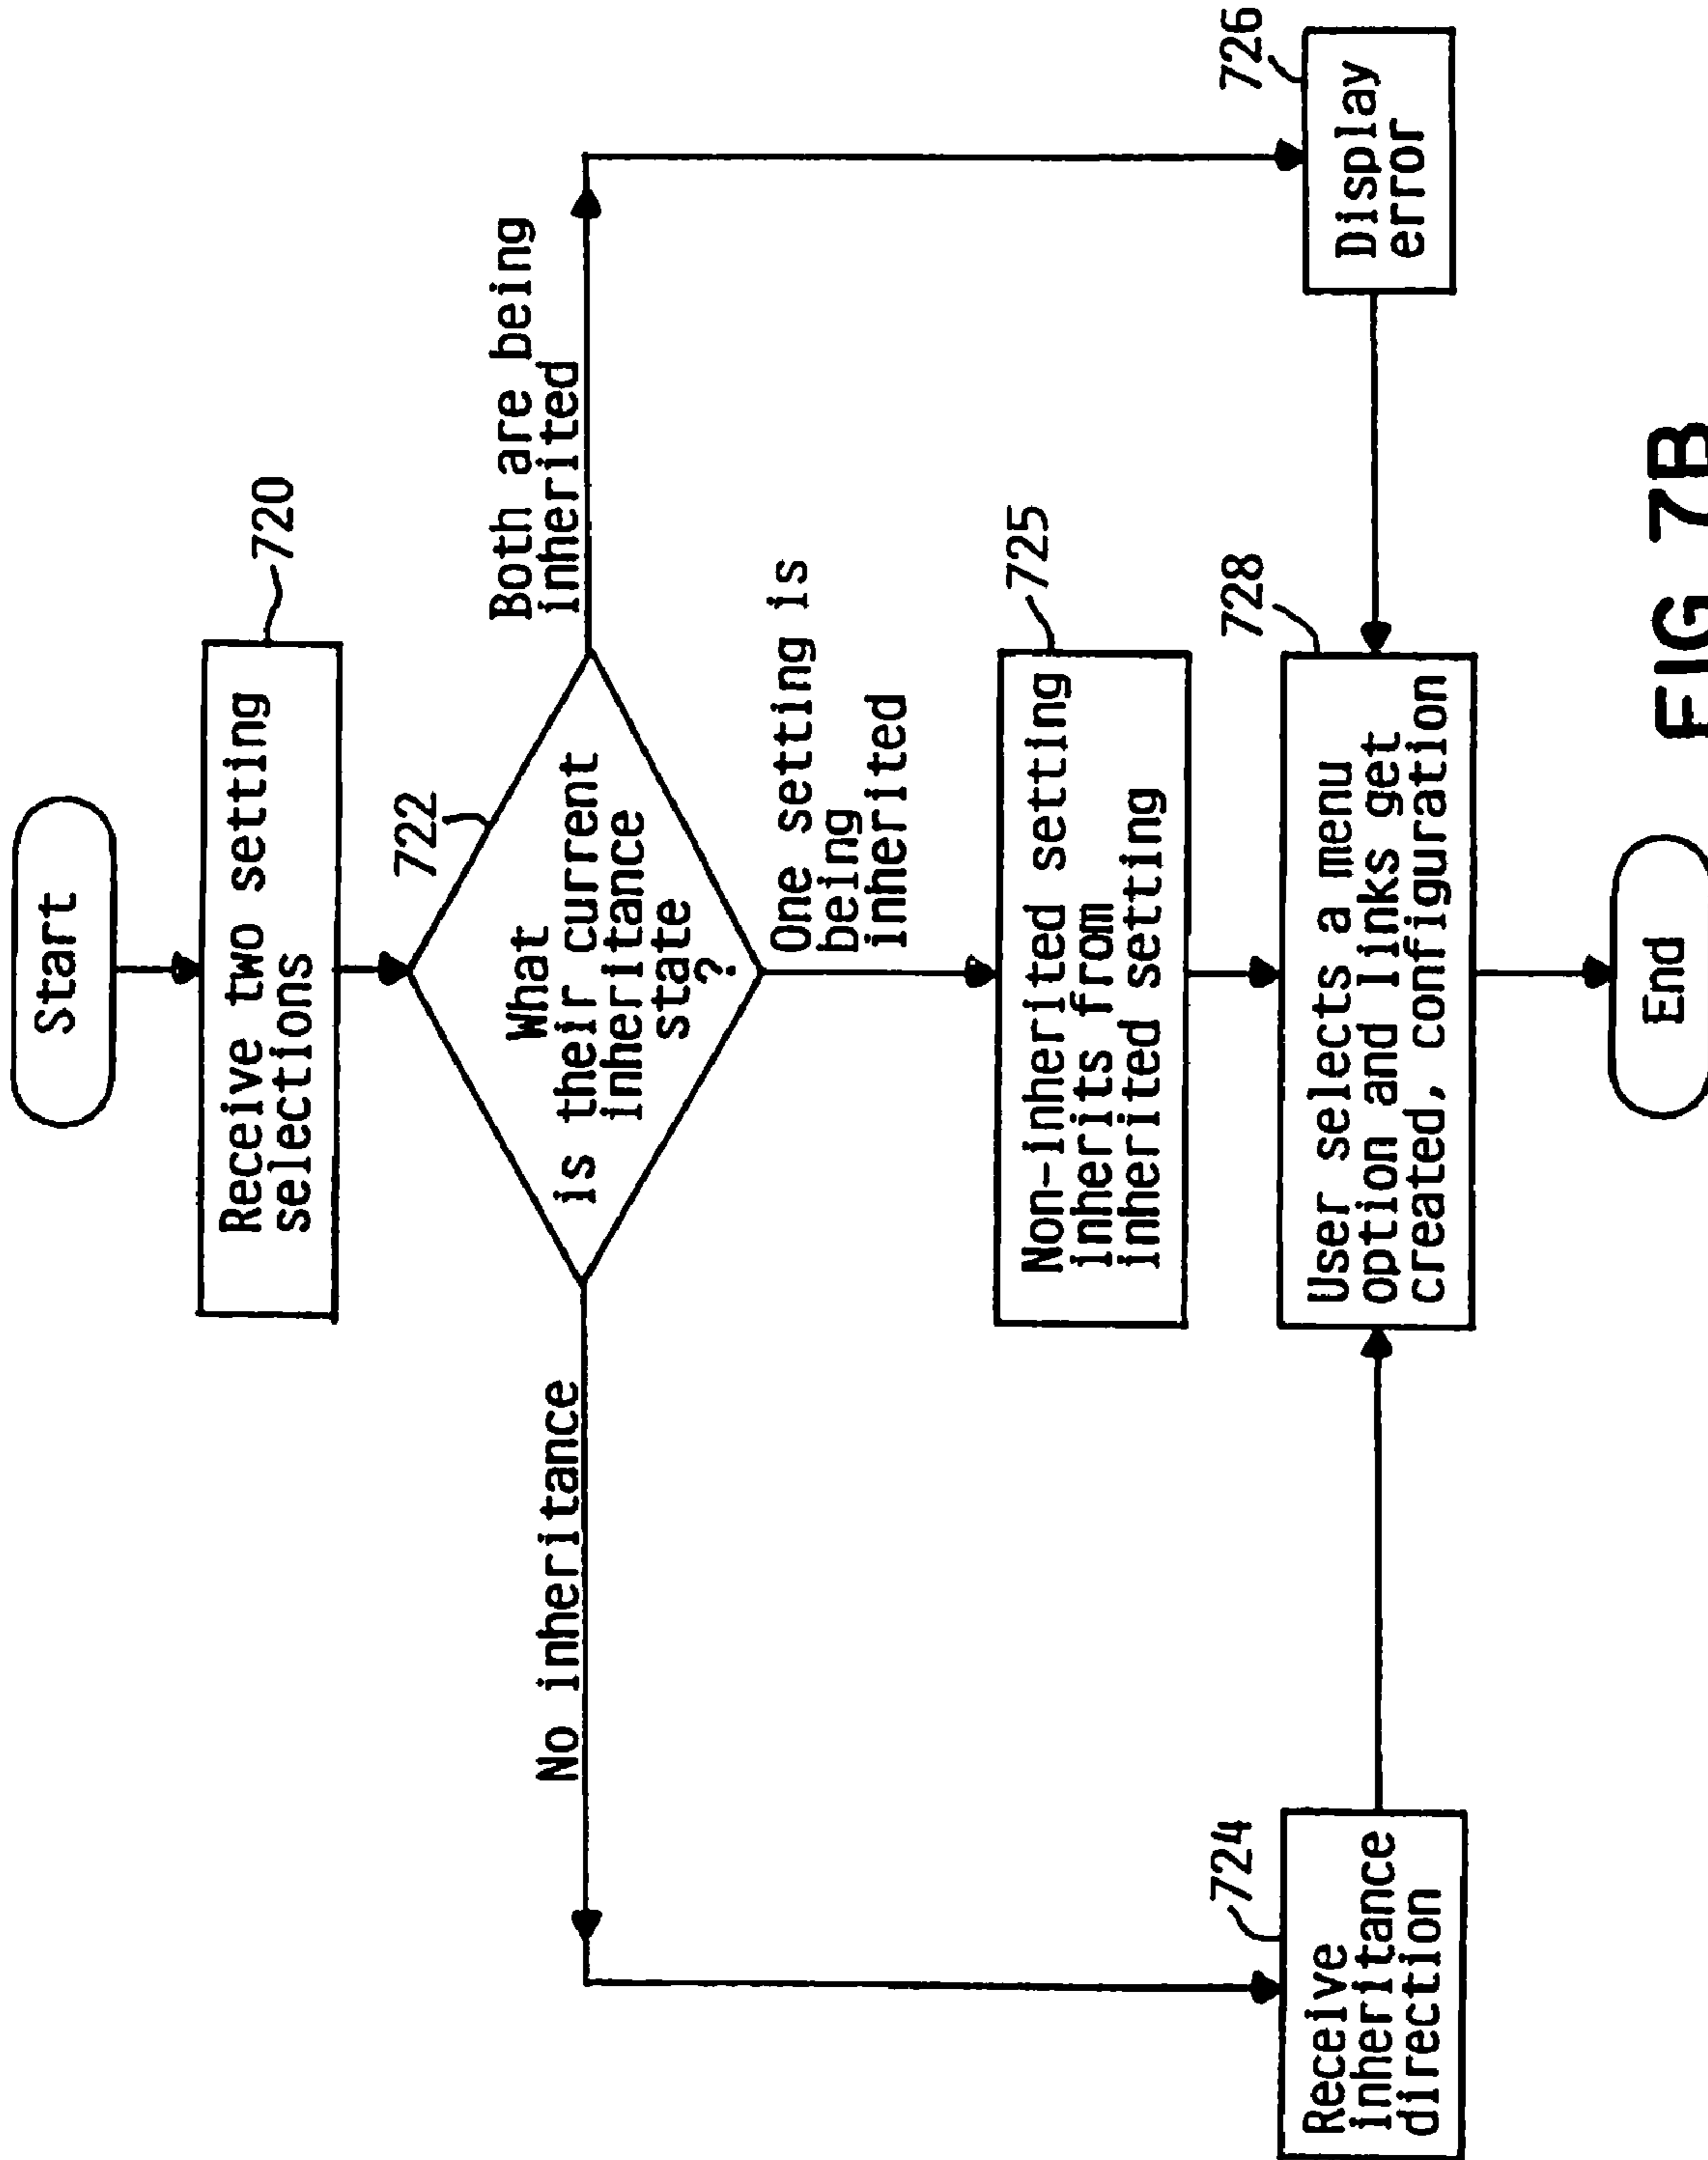 Start
Receive two setting
selections
720
722
What
is their current
inheritance
state
?
No inheritance
Both are being
inherited
One setting is
being
inherited
725
Non-inherited setting
inherits from
inherited setting
724
Receive
inheritance
direction
728
User selects a menu
option and links get
created, configuration
726
Display
error
End
FIG 7B